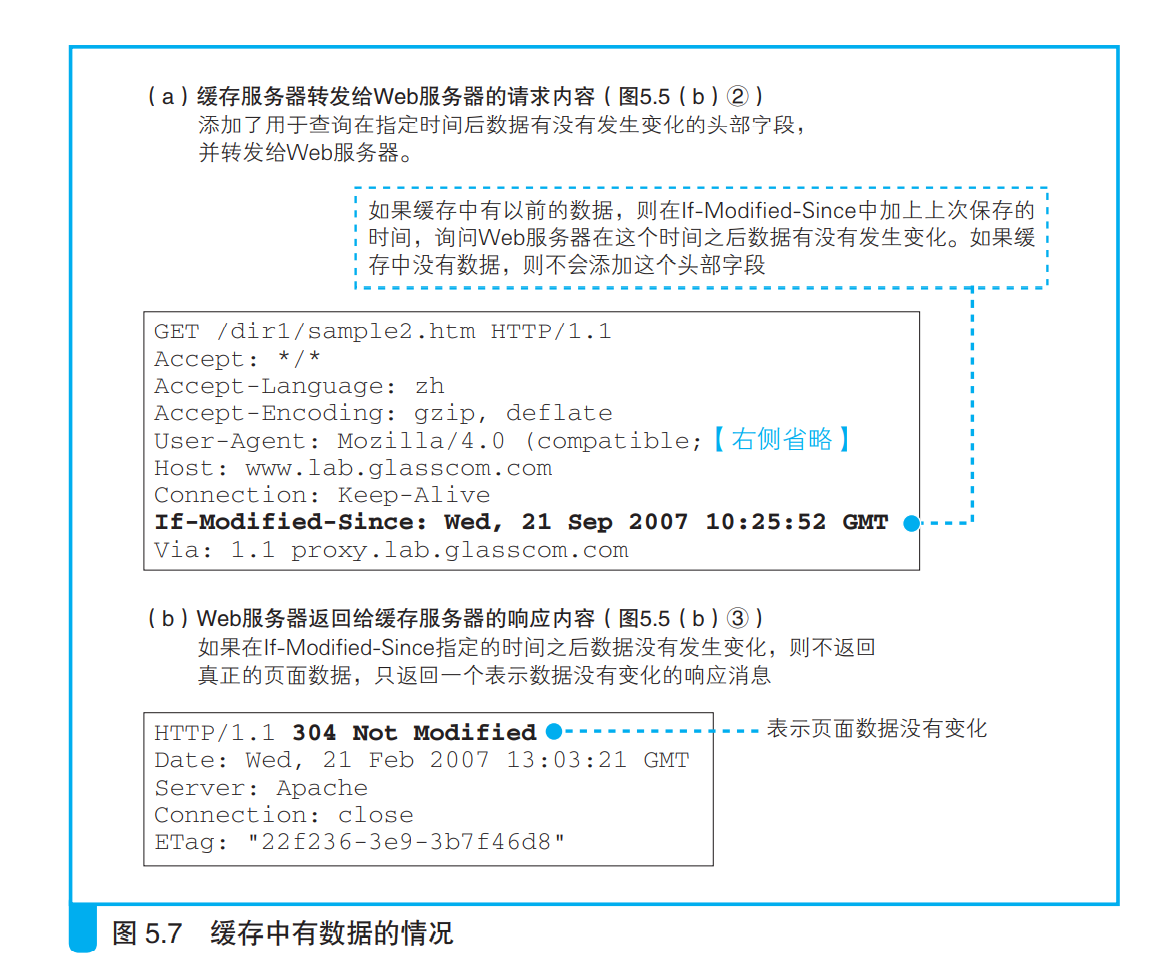 （a）缓存服务器转发给Web服务器的请求内容（图5.5（b）②）
添加了用于查询在指定时间后数据有没有发生变化的头部字段，
并转发给Web服务器。
如果缓存中有以前的数据，则在If-Modified-Since中加上上次保存的
时间，询问Web服务器在这个时间之后数据有没有发生变化。如果缓
存中没有数据，则不会添加这个头部字段
GET /dir1/sample2.htm HTTP/1.1
Accept: */*
Accept-Language: zh
Accept-Encoding: gzip, deflate
User-Agent: Mozilla/4.0 (compatible;【右侧省略】
Host: www.lab.glasscom.com
Connection: Keep-Alive
If-Modified-Since: Wed, 21 Sep 2007 10:25:52 GMT
Via: 1.1 proxy.lab.glasscom.com
（b）Web服务器返回给缓存服务器的响应内容（图5.5（b）③）
如果在If-Modified-Since指定的时间之后数据没有发生变化，则不返回
真正的页面数据，只返回一个表示数据没有变化的响应消息
HTTP/1.1 304 Not Modified 表示页面数据没有变化
Date: Wed, 21 Feb 2007 13:03:21 GMT
Server: Apache
Connection: close
ETag: "22f236-3e9-3b7f46d8"
图 5.7 缓存中有数据的情况